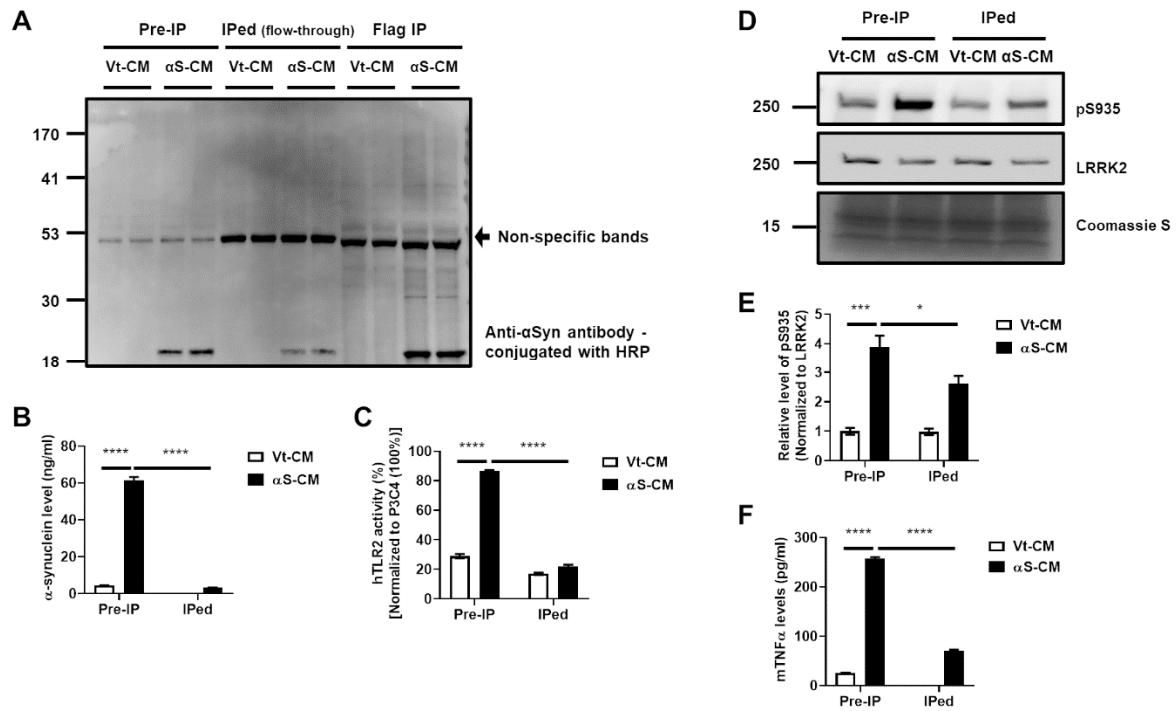 A
Pre-IP IPed (flow-through) Flag IP
Vt-CM αS-CM Vt-CM αS-CM Vt-CM αS-CM
170
41
53
30
18
Non-specific bands
Anti-αSyn antibody -
conjugated with HRP
B
α-synuclein level (ng/ml)
80
60
40
20
0
**** ****
Vt-CM
αS-CM
Pre-IP IPed
C
hTLR2 activity (%)
[Normalized to P3C4 (100%)]
100
80
60
40
20
0
**** ****
Vt-CM
αS-CM
Pre-IP IPed
D
Pre-IP IPed
Vt-CM αS-CM Vt-CM αS-CM
250
pS935
250
LRRK2
15
Coomassie S
E
Relative level of pS935
(Normalized to LRRK2)
5
4
3
2
1
0
*** *
Vt-CM
αS-CM
Pre-IP IPed
F
mTNFα levels (pg/ml)
300
200
100
0
**** ****
Vt-CM
αS-CM
Pre-IP IPed